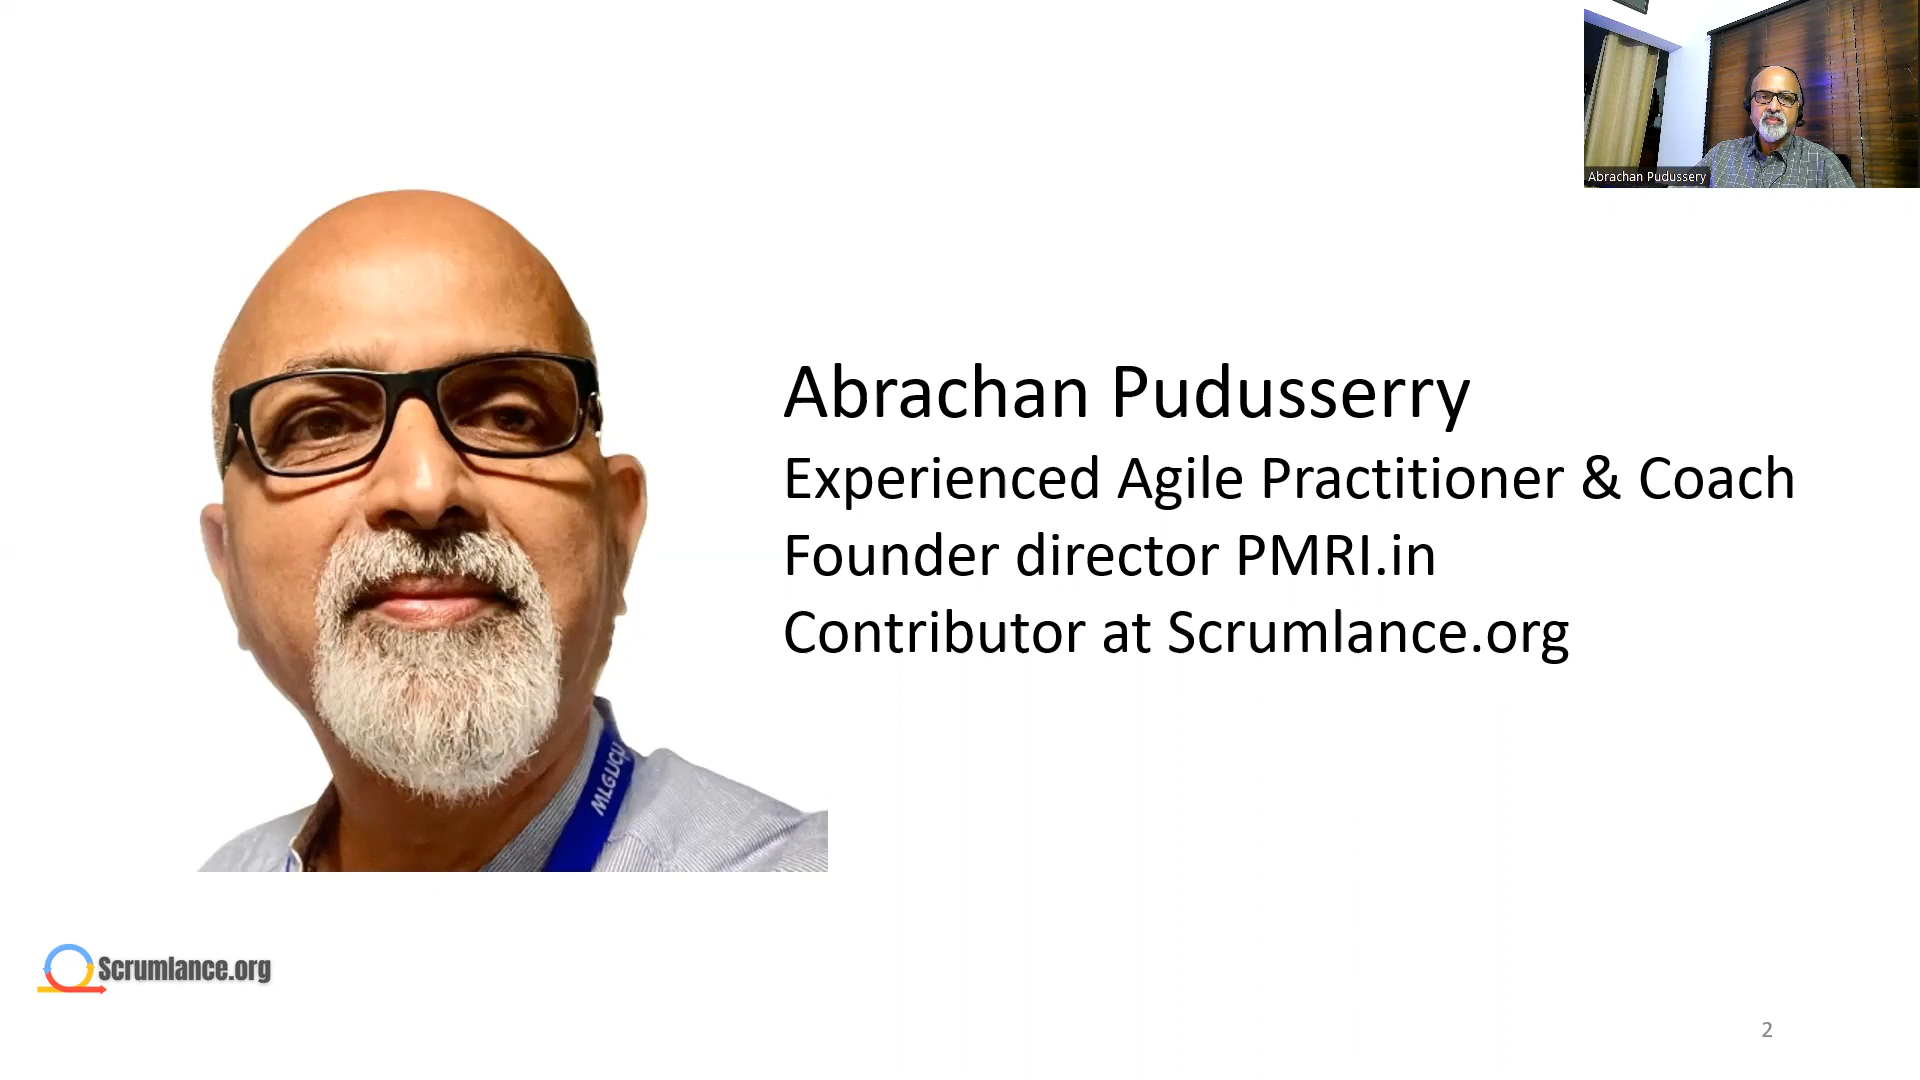 Abrachan Pudussery
Abrachan Pudusserry
Experienced Agile Practitioner & Coach
Founder director PMRI.in
Contributor at Scrumlance.org
Scrumlance.org
2